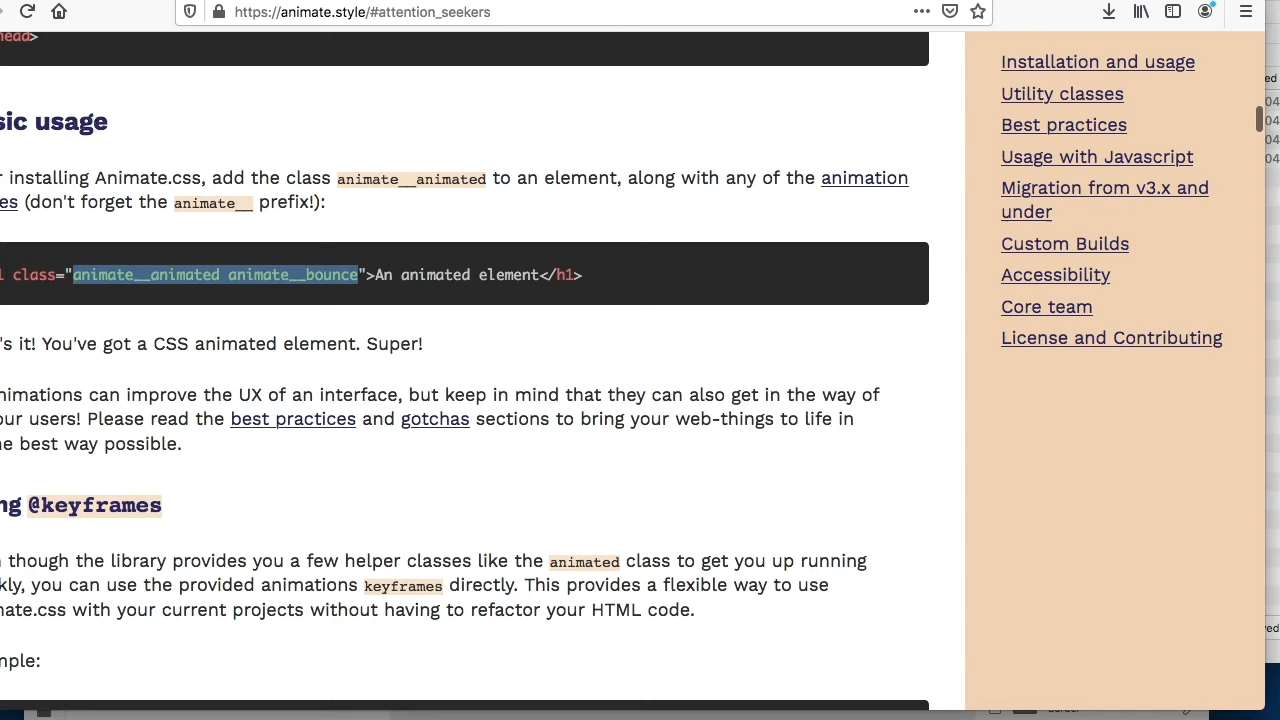 https://animate.style/#attention_seekers
head>
sic usage
r installing Animate.css, add the class animate__animated to an element, along with any of the animation
es (don't forget the animate__ prefix!):
l class="animate__animated animate__bounce">An animated element</h1>
's it! You've got a CSS animated element. Super!
nimations can improve the UX of an interface, but keep in mind that they can also get in the way of
our users! Please read the best practices and gotchas sections to bring your web-things to life in
he best way possible.
ng @keyframes
n though the library provides you a few helper classes like the animated class to get you up running
kly, you can use the provided animations keyframes directly. This provides a flexible way to use
mate.css with your current projects without having to refactor your HTML code.
mple:
Installation and usage
Utility classes
Best practices
Usage with Javascript
Migration from v3.x and
under
Custom Builds
Accessibility
Core team
License and Contributing
ed
04
04
04
04
ved